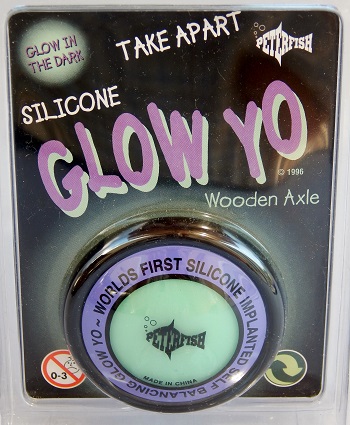 GLOW IN
THE DARK
TAKE APART
PETERFISH
SILICONE
GLOW YO
© 1996
Wooden Axle
WORLDS FIRST SILICONE IMPLANTED SELF BALANCING GLOW YO ~
PETERFISH
MADE IN CHINA
0-3